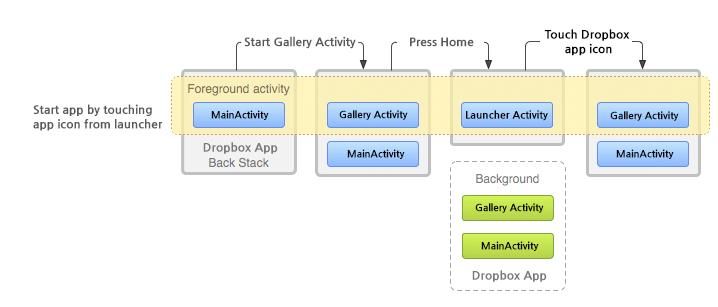 Start Gallery Activity
Press Home
Touch Dropbox
app icon
Start app by touching
app icon from launcher
Foreground activity
MainActivity
Dropbox App
Back Stack
Gallery Activity
MainActivity
Launcher Activity
Gallery Activity
MainActivity
Background
Gallery Activity
MainActivity
Dropbox App